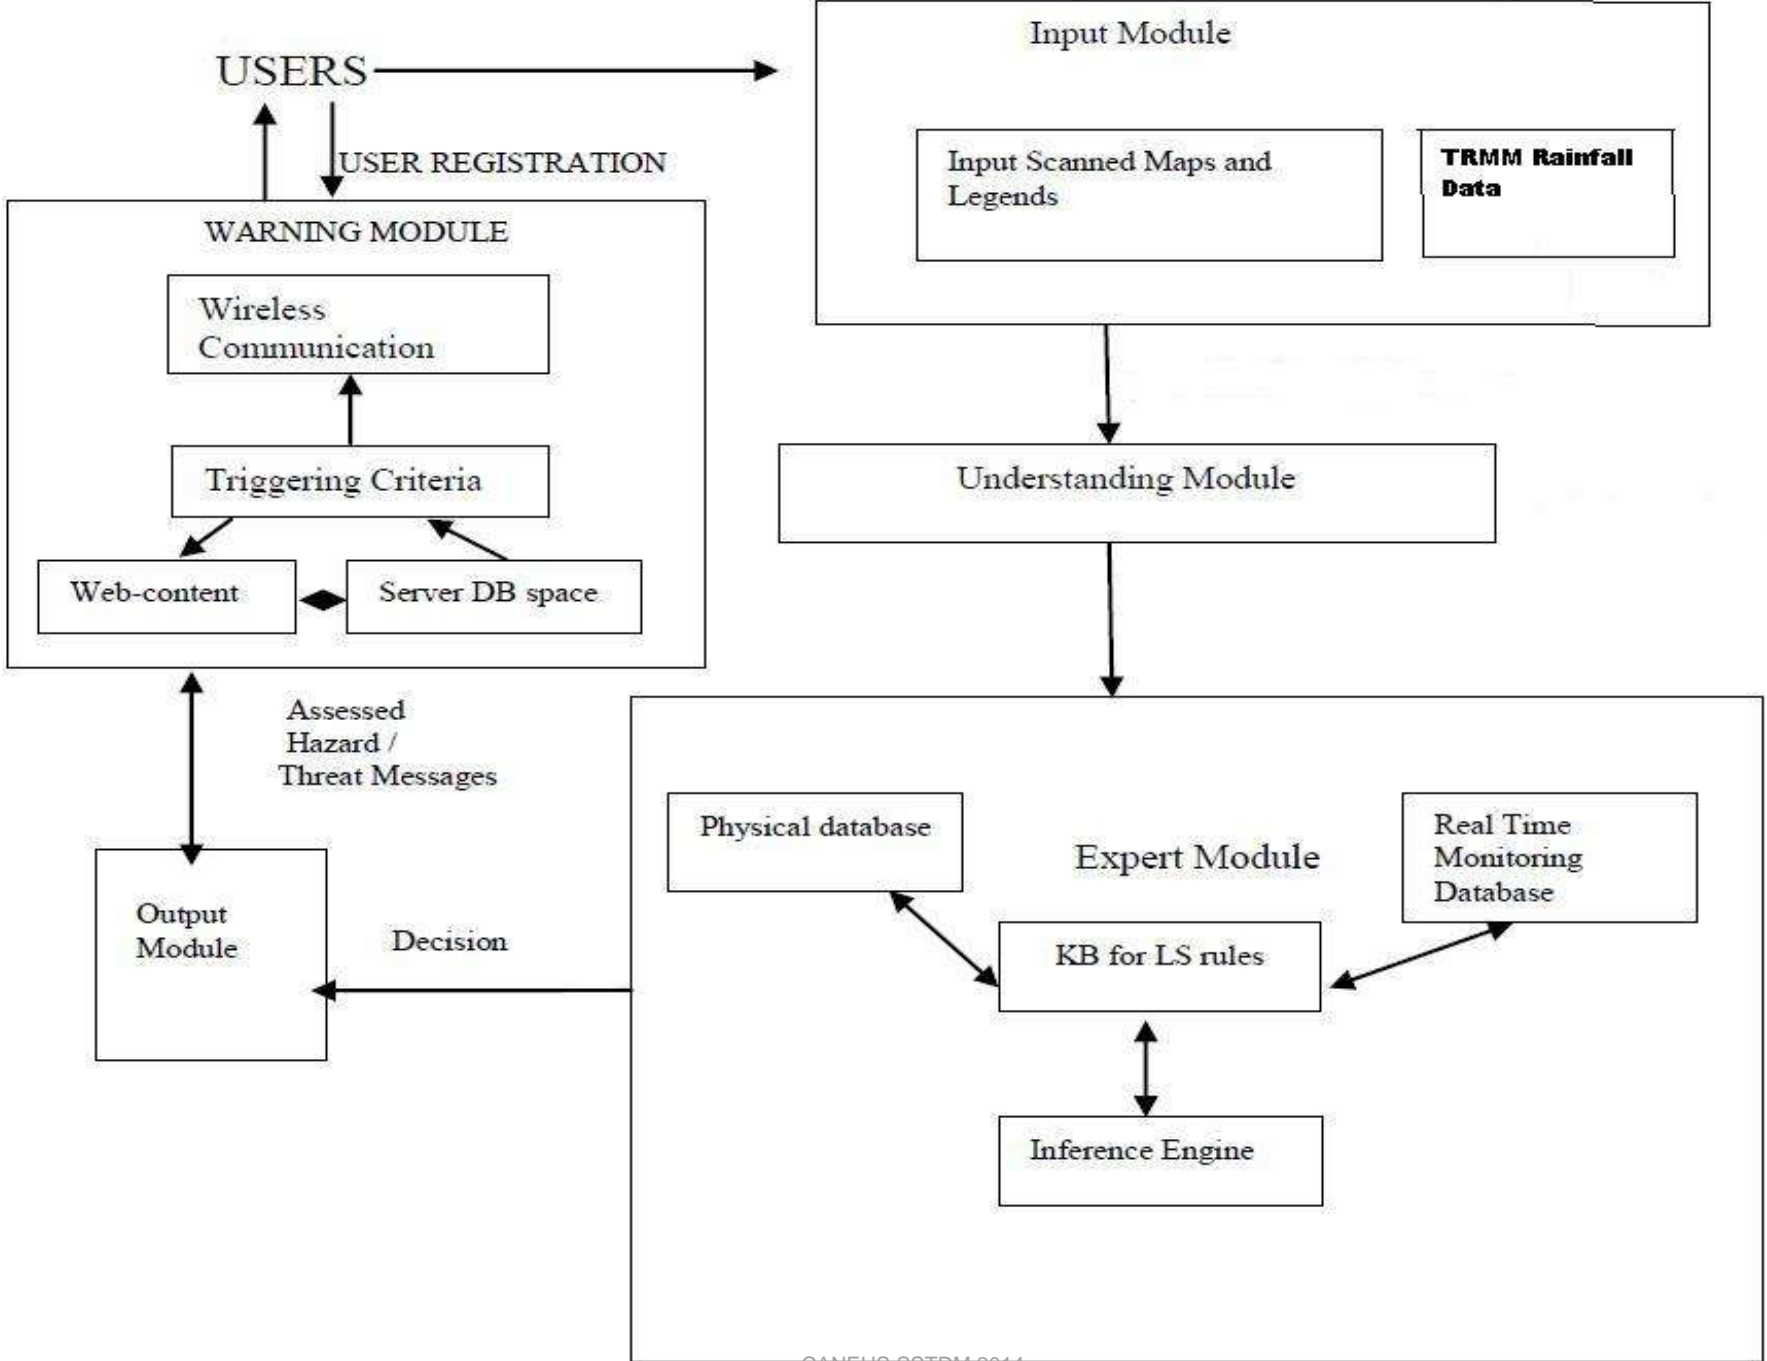 Input Module
USERS
USER REGISTRATION
Input Scanned Maps and
Legends
TRMM Rainfall
Data
WARNING MODULE
Wireless
Communication
Triggering Criteria
Web-content
Server DB space
Understanding Module
Assessed
Hazard /
Threat Messages
Physical database
Expert Module
Real Time
Monitoring
Database
Output
Module
Decision
KB for LS rules
Inference Engine